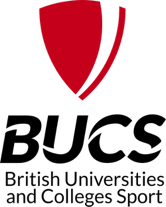 BUCS
British Universities
and Colleges Sport